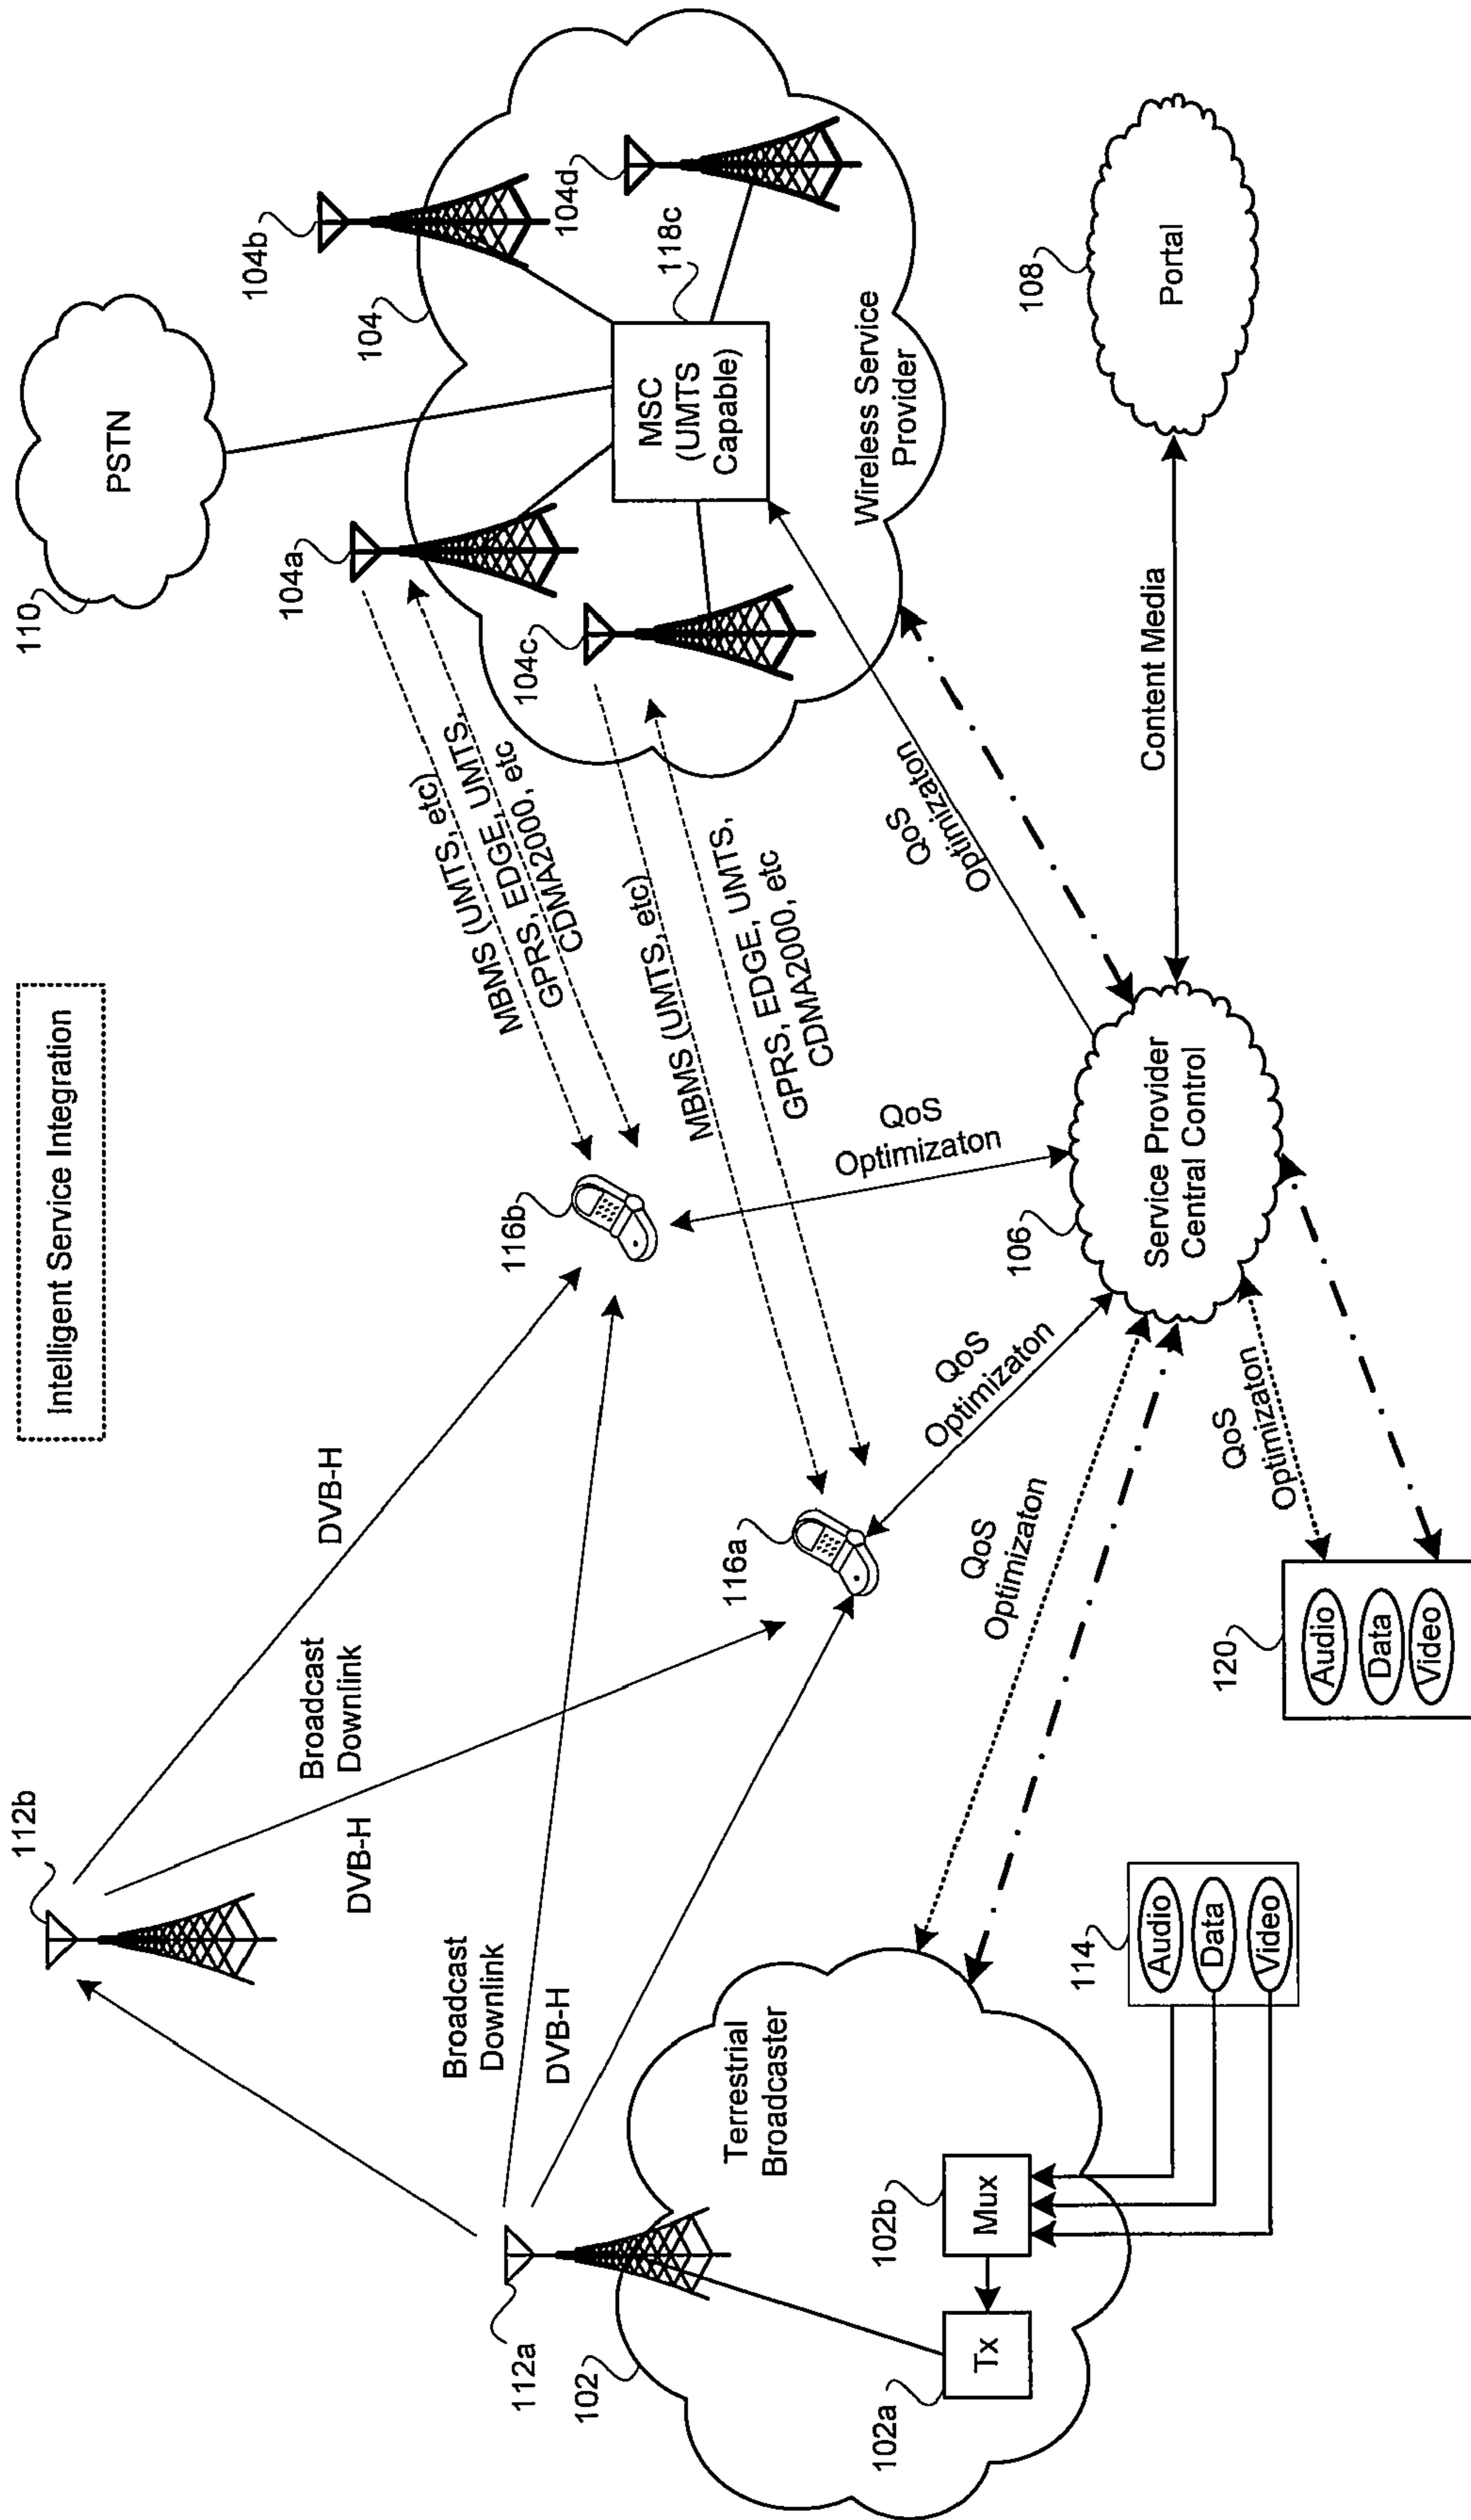 Intelligent Service Integration
112b
110
PSTN
104b
104a
104
104d
104c
118c
MSC
(UMTS
Capable)
Wireless Service
Provider
DVB-H
Broadcast
Downlink
DVB-H
MBMS (UMTS, etc)
GPRS, EDGE, UMTS,
CDMA2000, etc
116b
MBMS (UMTS, etc)
GPRS, EDGE, UMTS,
CDMA2000, etc
112a
Broadcast
Downlink
DVB-H
102
Terrestrial
Broadcaster
102a
Tx
102b
Mux
116a
QoS
Optimizaton
QoS
Optimizaton
QoS
Optimizaton
QoS
Optimizaton
106
Service Provider
Central Control
Content Media
108
Portal
114
Audio
Data
Video
QoS
Optimizaton
120
Audio
Data
Video